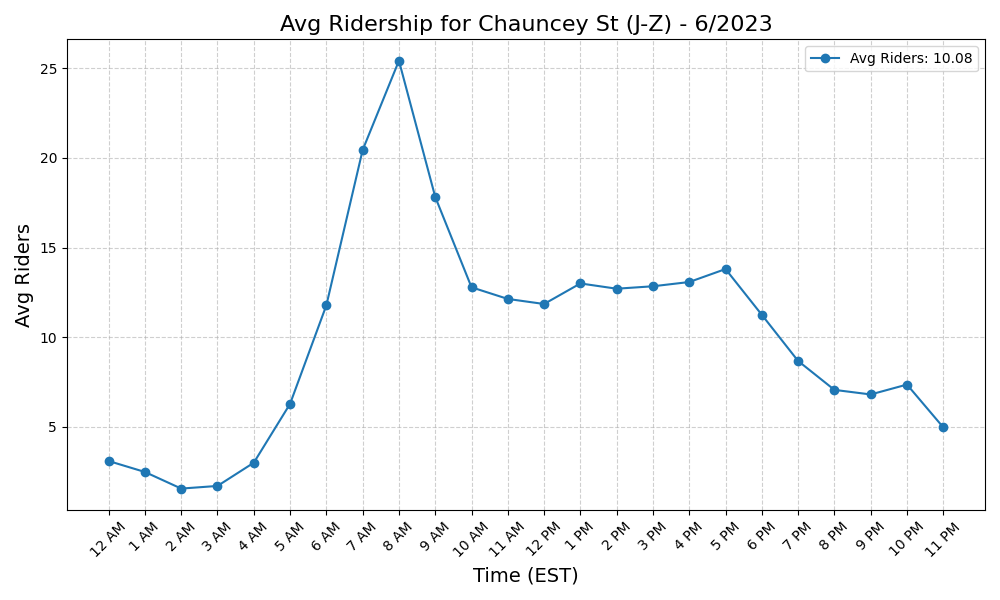 Avg Ridership for Chauncey St (J-Z) - 6/2023
Avg Riders: 10.08
Avg Riders
25
20
15
10
5
12 AM
1 AM
2 AM
3 AM
4 AM
5 AM
6 AM
7 AM
8 AM
9 AM
10 AM
11 AM
12 PM
1 PM
2 PM
3 PM
4 PM
5 PM
6 PM
7 PM
8 PM
9 PM
10 PM
11 PM
Time (EST)